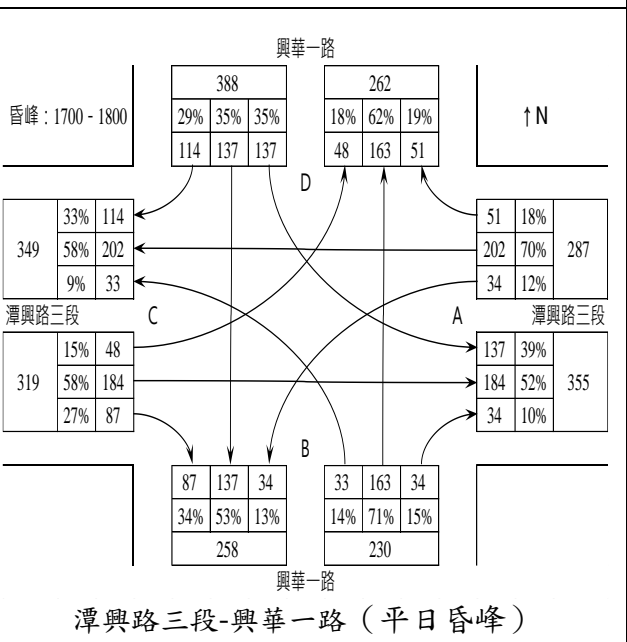 興華一路
388 262
昏峰：1700 - 1800 29% 35% 35% 18% 62% 19% ↑N
114 137 137 48 163 51
D
33% 114 51 18%
349 58% 202 202 70% 287
9% 33 34 12%
潭興路三段 C A 潭興路三段
15% 48 137 39%
319 58% 184 184 52% 355
27% 87 34 10%
B
87 137 34 33 163 34
34% 53% 13% 14% 71% 15%
258 230
興華一路
潭興路三段-興華一路（平日昏峰）